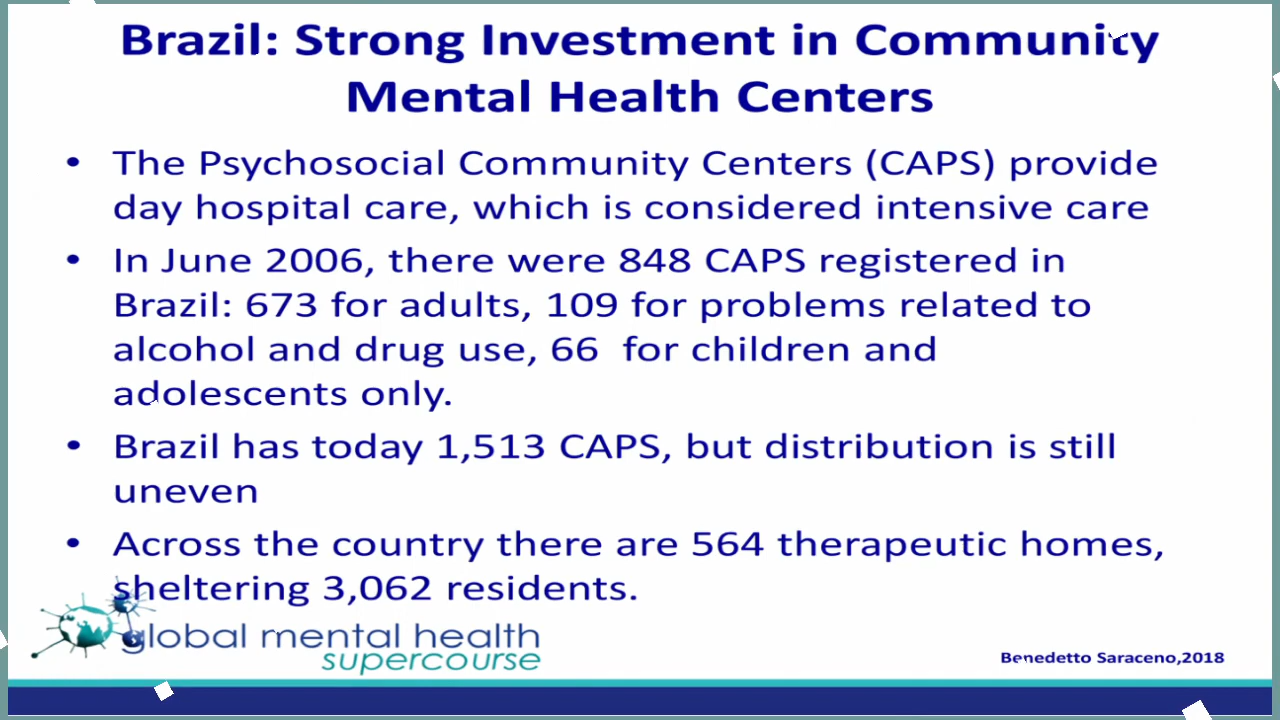 Brazil: Strong Investment in Community
Mental Health Centers
• The Psychosocial Community Centers (CAPS) provide
day hospital care, which is considered intensive care
• In June 2006, there were 848 CAPS registered in
Brazil: 673 for adults, 109 for problems related to
alcohol and drug use, 66 for children and
adolescents only.
• Brazil has today 1,513 CAPS, but distribution is still
uneven
• Across the country there are 564 therapeutic homes,
sheltering 3,062 residents.
global mental health
supercourse
Benedetto Saraceno,2018